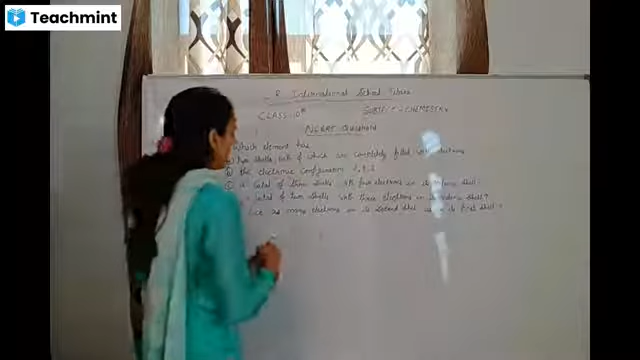 Teachmint
R International School
CLASS 10th
SUBJECT - CHEMISTRY
NCERT Questions
Which element has
two shells, both of which are completely filled with electrons
the electronic configuration 2,8,2
a total of three shells with four electrons in its valence shell
total of two shells with three electrons in its valence shell?
as many electrons in its second shell as in its first shell?